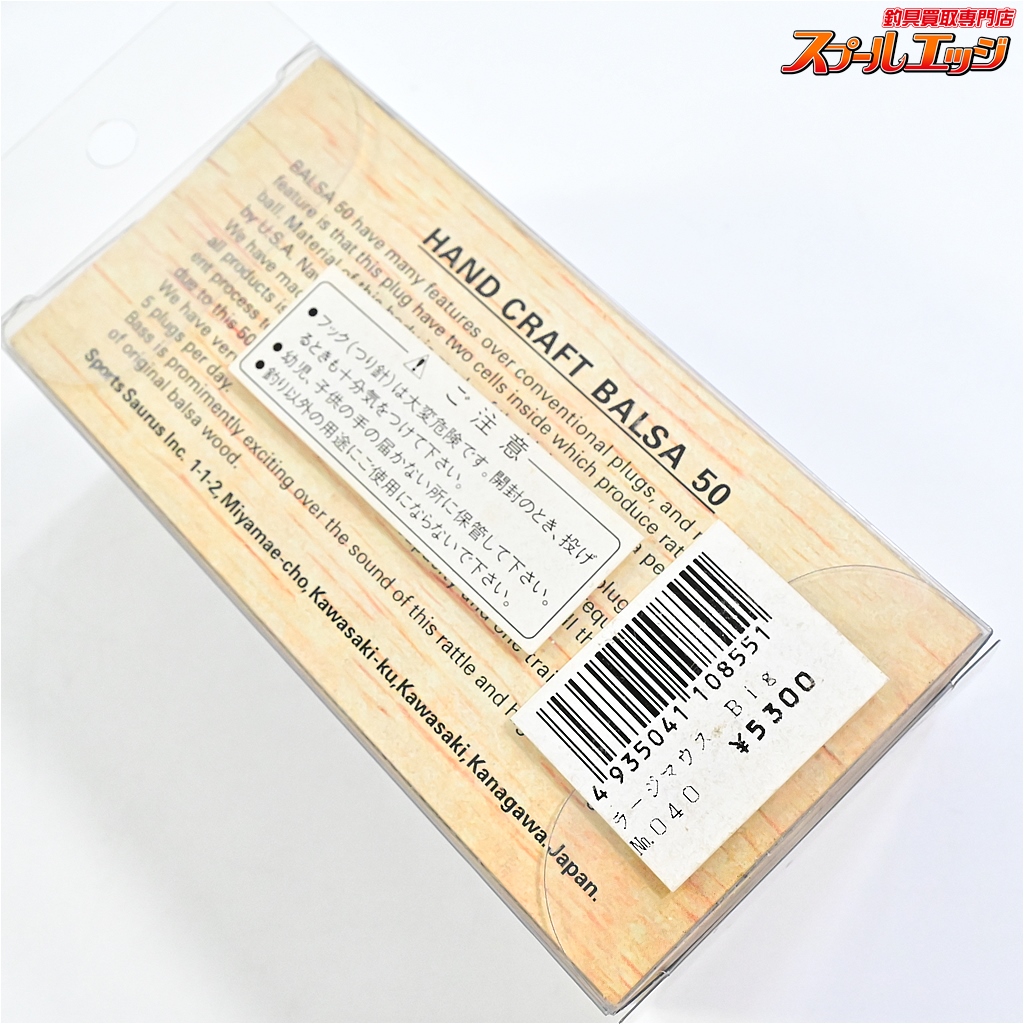 釣具買取専門店
スプールエッジ
HAND CRAFT BALSA 50
BALSA 50 have many features over conventional plugs, and
feature is that this plug have two cells inside which produce
ball. Material of this
by U.S.A.
We have
all products is
ent process
due to this 50
We have
5 plugs per day.
Bass is prominently exciting over the sound of this rattle and
of original balsa wood.
Sports Saurus Inc. 1-1-2, Miyamae-cho, Kawasaki-ku, Kawasaki, Kanagawa. Japan.
ご注意
●フック(つり針)は大変危険です。開封のとき、投げ
るときも十分気をつけて下さい。
●幼児、子供の手の届かない所に保管して下さい。
●釣り以外の用途にご使用にならないで下さい。
4935041108551
ラージマウス Big
No.040 ¥5300